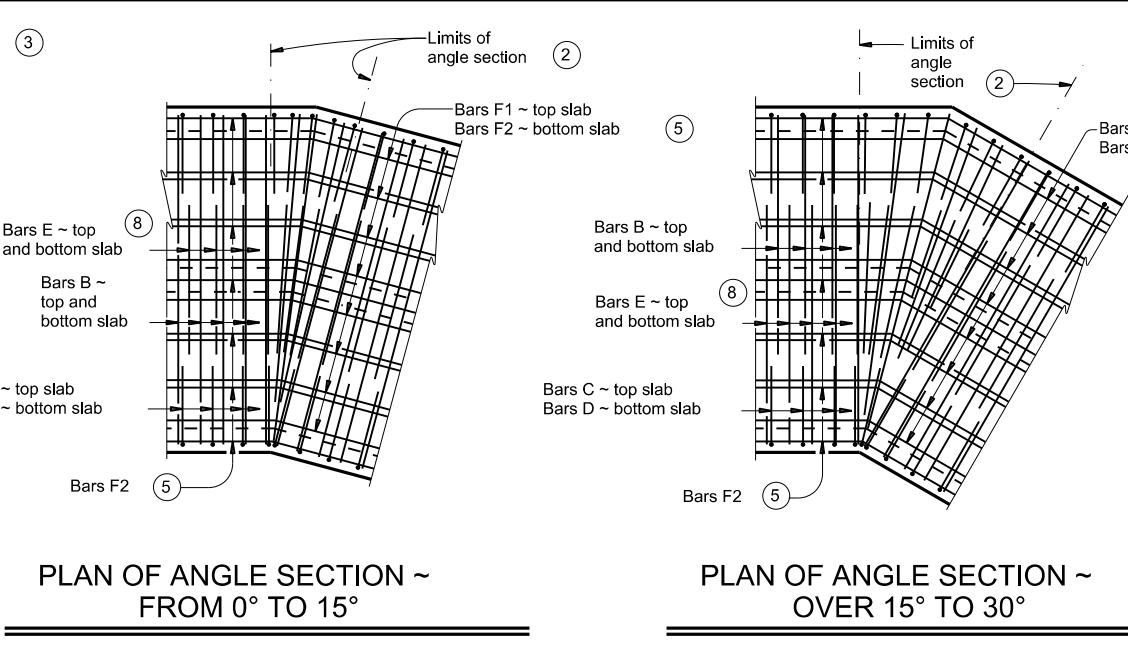 3
Limits of
angle section
2
Bars F1 ~ top slab
Bars F2 ~ bottom slab
Bars E ~ top
and bottom slab
8
Bars B ~
top and
bottom slab
~ top slab
~ bottom slab
Bars F2
5
PLAN OF ANGLE SECTION ~
FROM 0° TO 15°
Limits of
angle
section
2
5
Bars
Bars
Bars B ~ top
and bottom slab
8
Bars E ~ top
and bottom slab
Bars C ~ top slab
Bars D ~ bottom slab
Bars F2
5
PLAN OF ANGLE SECTION ~
OVER 15° TO 30°